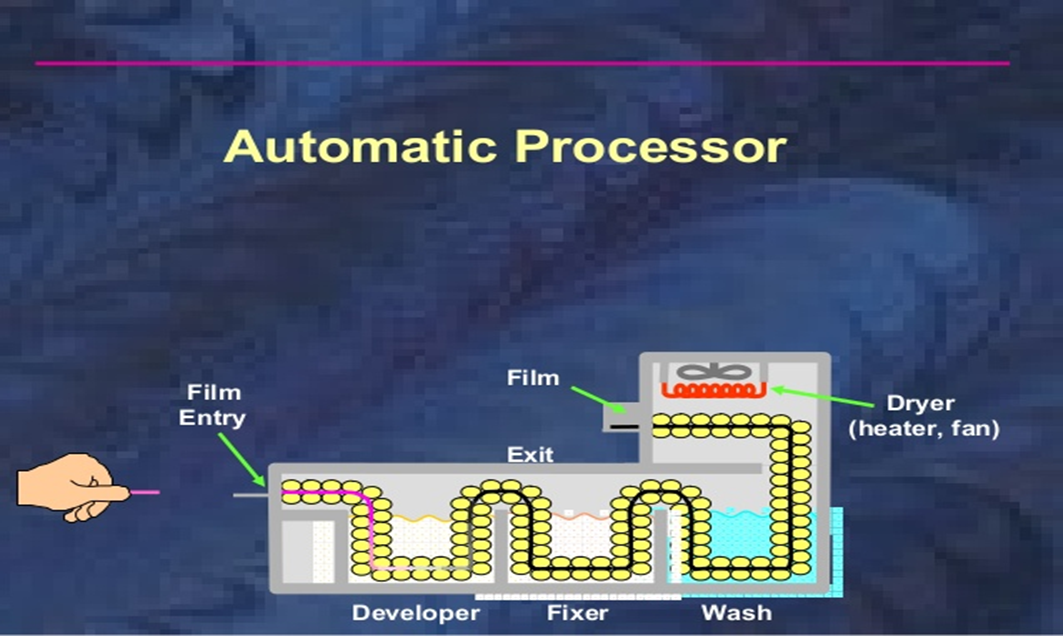 Automatic Processor
Film
Entry
Film
Exit
Dryer
(heater, fan)
Developer
Fixer
Wash